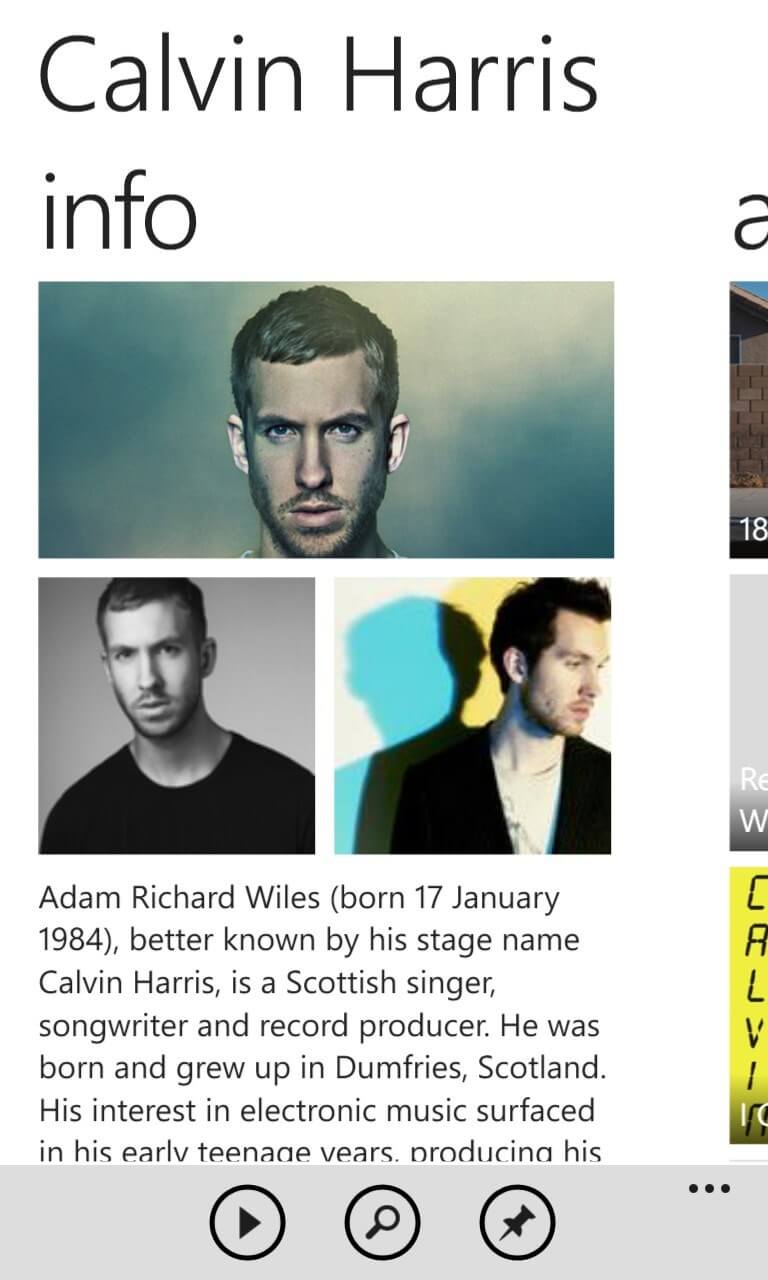 Calvin Harris
info
a
18
Re
W
CALVIN
I C
Adam Richard Wiles (born 17 January
1984), better known by his stage name
Calvin Harris, is a Scottish singer,
songwriter and record producer. He was
born and grew up in Dumfries, Scotland.
His interest in electronic music surfaced
in his early teenage years, producing his